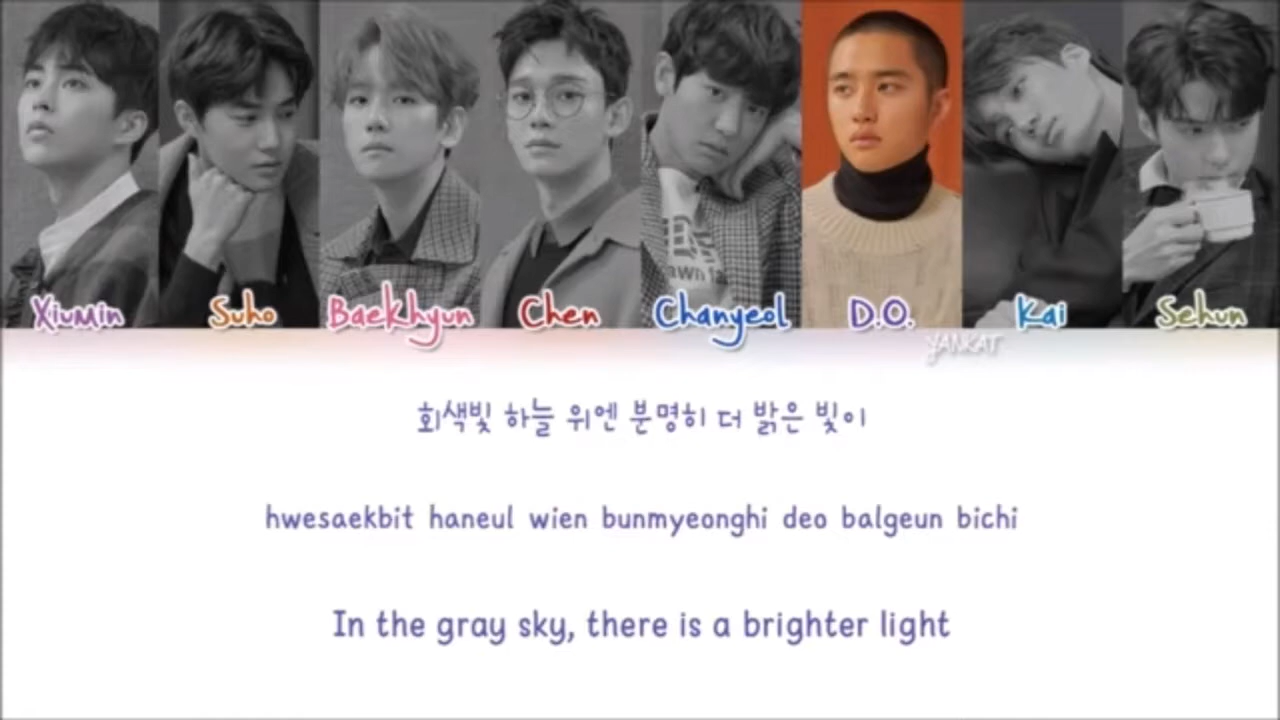 Xiumin Suho Baekhyun Chen Chanyeol D.O. Kai Sehun
YANKAT
회색빛 하늘 위엔 분명히 더 밝은 빛이
hwesaekbit haneul wien bunmyeonghi deo balgeun bichi
In the gray sky, there is a brighter light